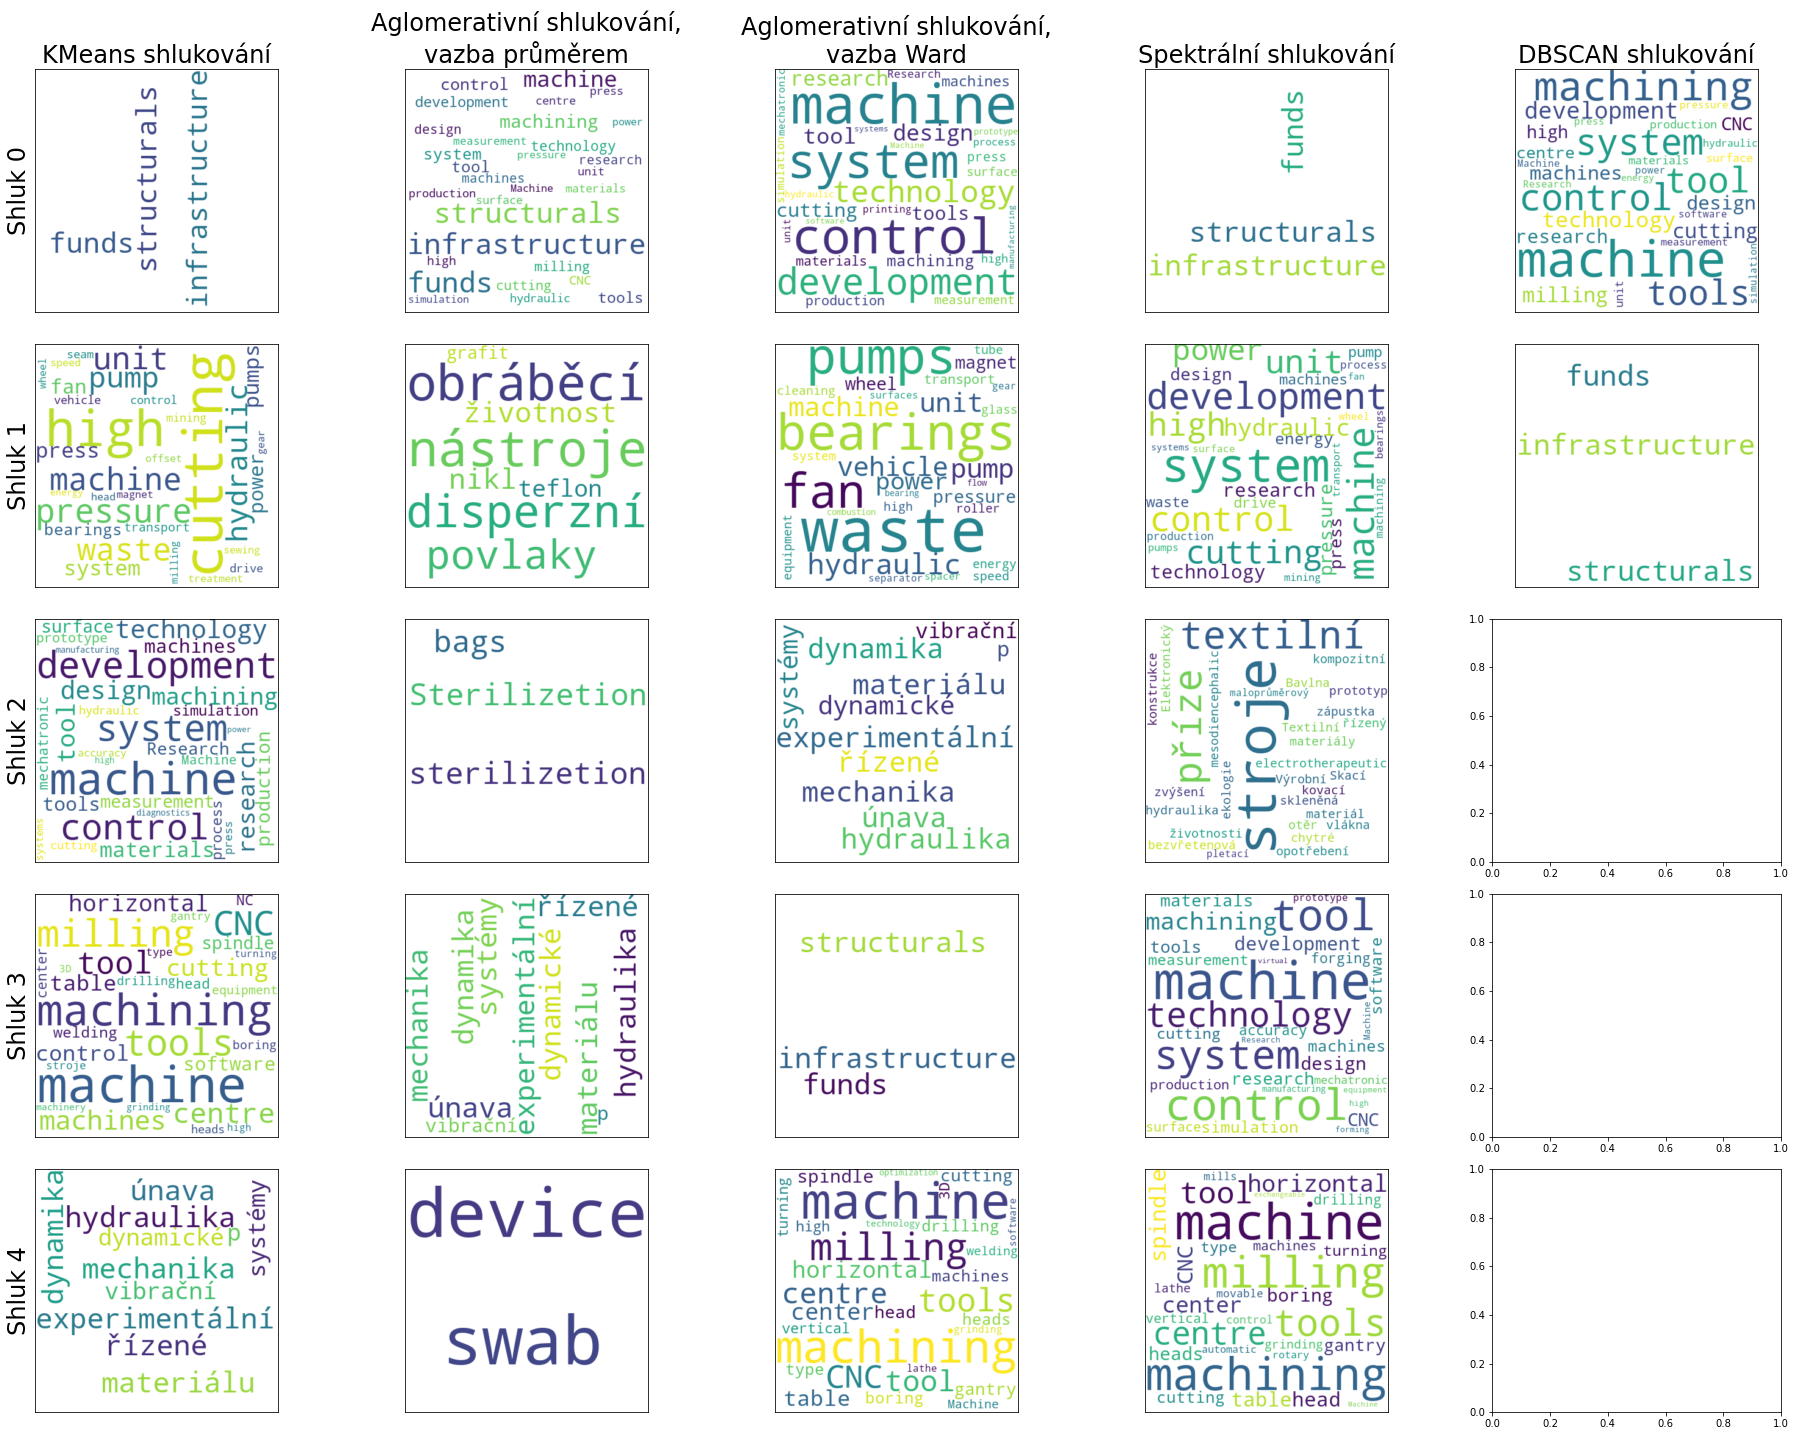 KMeans shlukování
Aglomerativní shlukování,
vazba průměrem
Aglomerativní shlukování,
vazba Ward
Spektrální shlukování
DBSCAN shlukování
Shluk 0
funds
structurals
infrastructure
control machine
press
development centre
machining power
design
measurement technology
system pressure research
tool unit
machines
production Machine materials
surface
structurals
infrastructure
high
milling
funds cutting CNC
simulation hydraulic tools
research Research machines
mechatronic
machine
tool systems design prototype
Machine process
system press
simulation
surface
hydraulic technology
cutting printing tools
software
unit control manufacturing
materials machining high
development
production measurement
funds
structurals
infrastructure
machining
development pressure
high press production CNC
system hydraulic
centre materials surface
Machine machines power tool
Research energy
control design
technology software
research cutting
measurement
machine
simulation
milling unit tools
Shluk 1
seam unit
wheel speed pump pumps
fan
vehicle control
high mining
cutting
hydraulic
press offset gear
machine
energy head magnet power
pressure
bearings transport
waste sewing
system milling drive
treatment
grafit
obráběcí
životnost
nástroje
nikl teflon
disperzní
povlaky
pumps tube
magnet
wheel transport gear
cleaning surfaces
machine unit glass
bearings
system
vehicle pump
fan power flow
bearing pressure
high roller
combustion
waste
equipment
hydraulic energy
separator spacer speed
power unit pump
process
design machines fan
development
high hydraulic wheel
energy bearings
systems surface
system transport
research machine
waste drive
control pressure press machining
production
pumps cutting
technology mining
funds
infrastructure
structurals
Shluk 2
surface technology
prototype machines
manufacturing
development
design machining
hydraulic simulation
mechatronic tool
system power
accuracy Research
high Machine
machine
tools measurement
diagnostics
control process press research production
systems cutting materials
bags
Sterilizetion
sterilizetion
vibrační
dynamika p
systémy
materiálu
dynamické
experimentální
řízené
mechanika
únava
hydraulika
textilní
konstrukce Elektronický kompozitní
příze mesodiencephalic Bavlna
maloprůměrový prototyp
stroje
zápustka
Textilní řízený
materiály
electrotherapeutic
Výrobní Skací
zvýšení kovací
hydraulika ekologie skleněná
materiál
otěr vlákna
životnosti chytré
bezvřetenová
pletací opotřebení
1.0
0.8
0.6
0.4
0.2
0.0
0.0 0.2 0.4 0.6 0.8 1.0
Shluk 3
horizontal NC
gantry CNC
milling spindle
center tool type turning
3D cutting
table drilling head
equipment
machining
welding tools boring
control software
stroje
machine
machinery grinding centre
machines heads high
řízené
dynamika systémy
mechanika experimentální dynamické
materiálu hydraulika
únava p
vibrační
structurals
infrastructure
funds
materials prototype
machining tool
tools development
measurement forging
virtual software
machine
technology
cutting accuracy Machine
Research machines
system design
production research mechatronic
manufacturing equipment
control high
CNC
surface simulation forming
1.0
0.8
0.6
0.4
0.2
0.0
0.0 0.2 0.4 0.6 0.8 1.0
Shluk 4
dynamika únava systémy
hydraulika
dynamické p
mechanika
vibrační
experimentální
řízené
materiálu
device
swab
spindle optimization cutting
turning machine 3D
high technology drilling software
milling welding
horizontal machines
centre tools
center head
vertical heads
grinding
machining
type CNC lathe tool
gantry
table boring Machine
mills horizontal
spindle tool exchangeable drilling
machine
CNC type machines turning
milling
lathe movable boring
center
vertical control tools
centre
heads automatic grinding gantry
rotary
machining
cutting table head
Machine
1.0
0.8
0.6
0.4
0.2
0.0
0.0 0.2 0.4 0.6 0.8 1.0